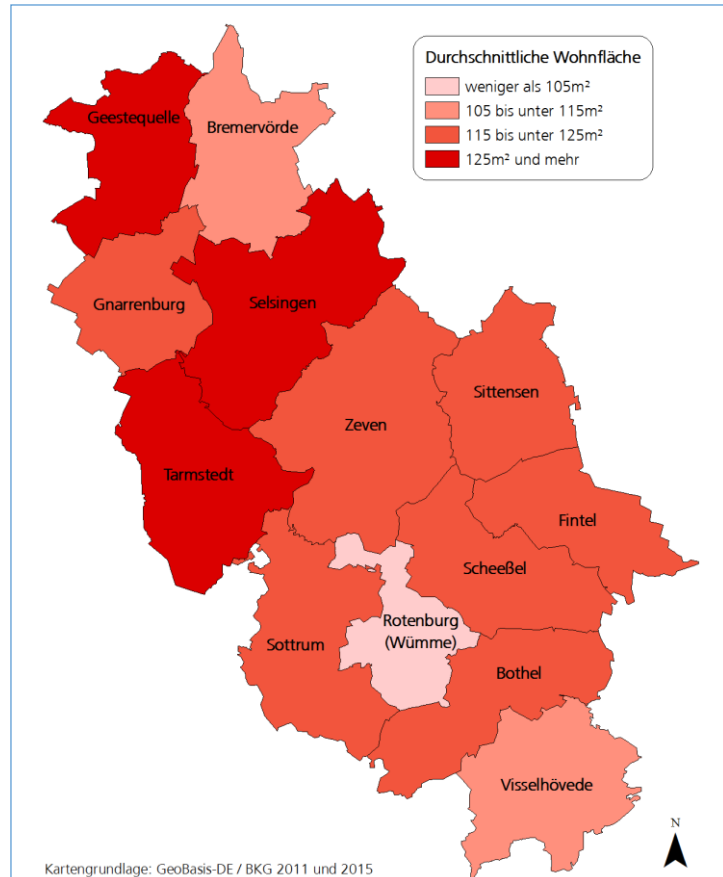 Durchschnittliche Wohnfläche
weniger als 105m²
105 bis unter 115m²
115 bis unter 125m²
125m² und mehr
Geestequelle
Bremervörde
Gnarrenburg
Selsingen
Sittensen
Zeven
Tarmstedt
Fintel
Scheeßel
Rotenburg
(Wümme)
Sottrum
Bothel
Visselhövede
N
Kartengrundlage: GeoBasis-DE / BKG 2011 und 2015